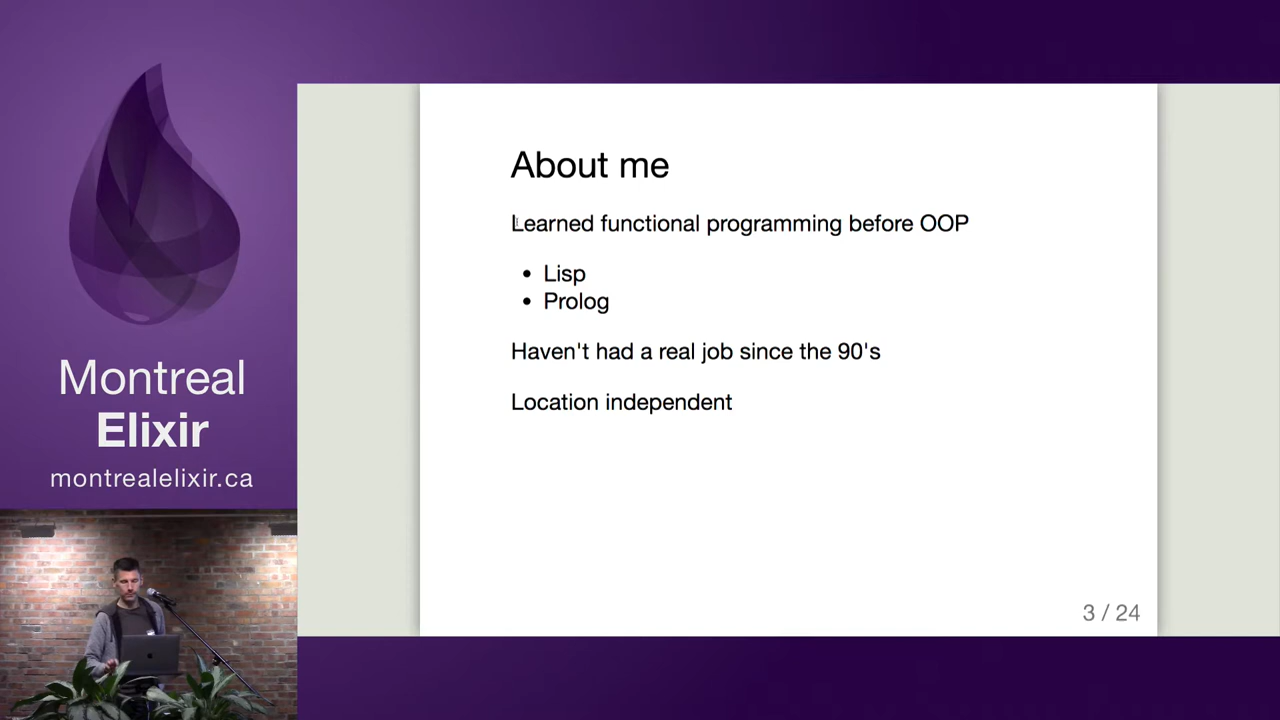 Montreal
Elixir
montrealelixir.ca
About me
Learned functional programming before OOP
• Lisp
• Prolog
Haven't had a real job since the 90's
Location independent
3 / 24